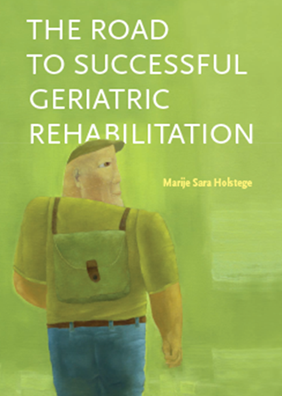 THE ROAD
TO SUCCESSFUL
GERIATRIC
REHABILITATION
Marije Sara Holstege